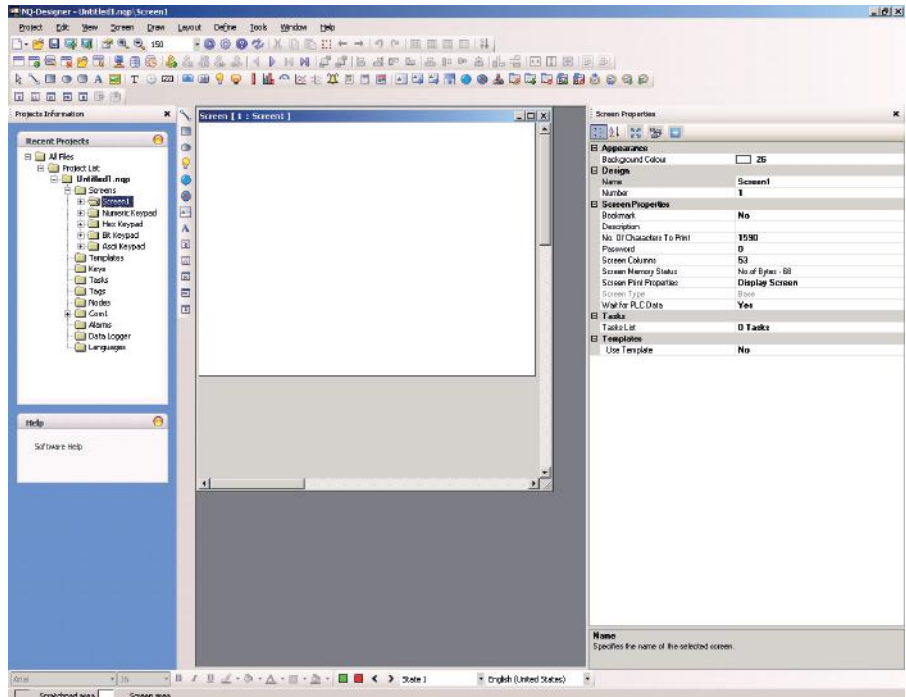 NQ-Designer - Untitled1.nqp\Screen1
Project Edit View Screen Draw Layout Define Tools Window Help
150
Projects Information
Recent Projects
All Files
Project List
Untitled1.nqp
Screens
Screen1
Numeric Keypad
Hex Keypad
Bit Keypad
Ascii Keypad
Templates
Keys
Tasks
Tags
Nodes
Com1
Alarms
Data Logger
Languages
Help
Software Help
Screen [ 1 : Screen1 ]
Screen Properties
Appearance
Background Colour 26
Design
Name Screen1
Number 1
Screen Properties
Bookmark No
Description
No. Of Characters To Print 1590
Password 0
Screen Columns 53
Screen Memory Status No of Bytes - 68
Screen Print Properties Display Screen
Screen Type Base
Wait for PLC Data Yes
Tasks
Task List 0 Tasks
Templates
Use Template No
Name
Specifies the name of the selected screen.
Arial 16 State 1 English (United States)
Scratchpad area Screen area